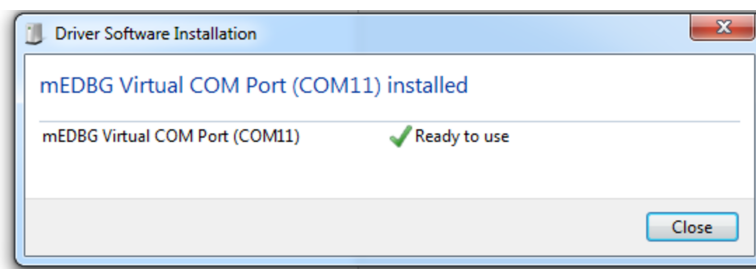 Driver Software Installation
mEDBG Virtual COM Port (COM11) installed
mEDBG Virtual COM Port (COM11) Ready to use
Close